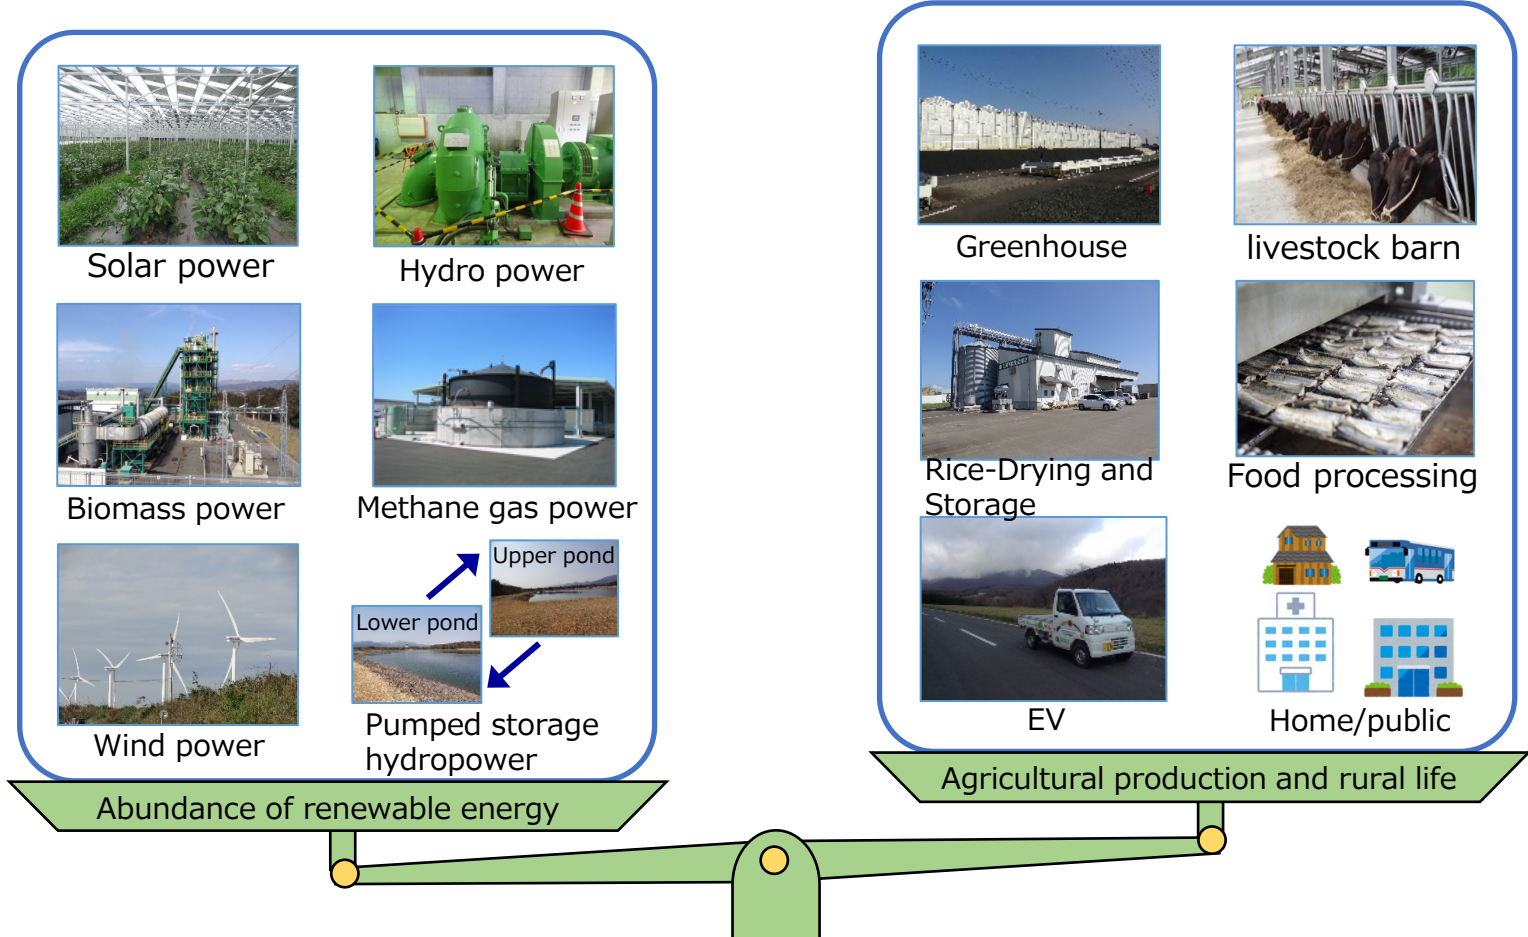 Solar power
Hydro power
Biomass power
Methane gas power
Upper pond
Lower pond
Wind power
Pumped storage
hydropower
Abundance of renewable energy
Greenhouse
livestock barn
Rice-Drying and
Storage
Food processing
EV
Home/public
Agricultural production and rural life